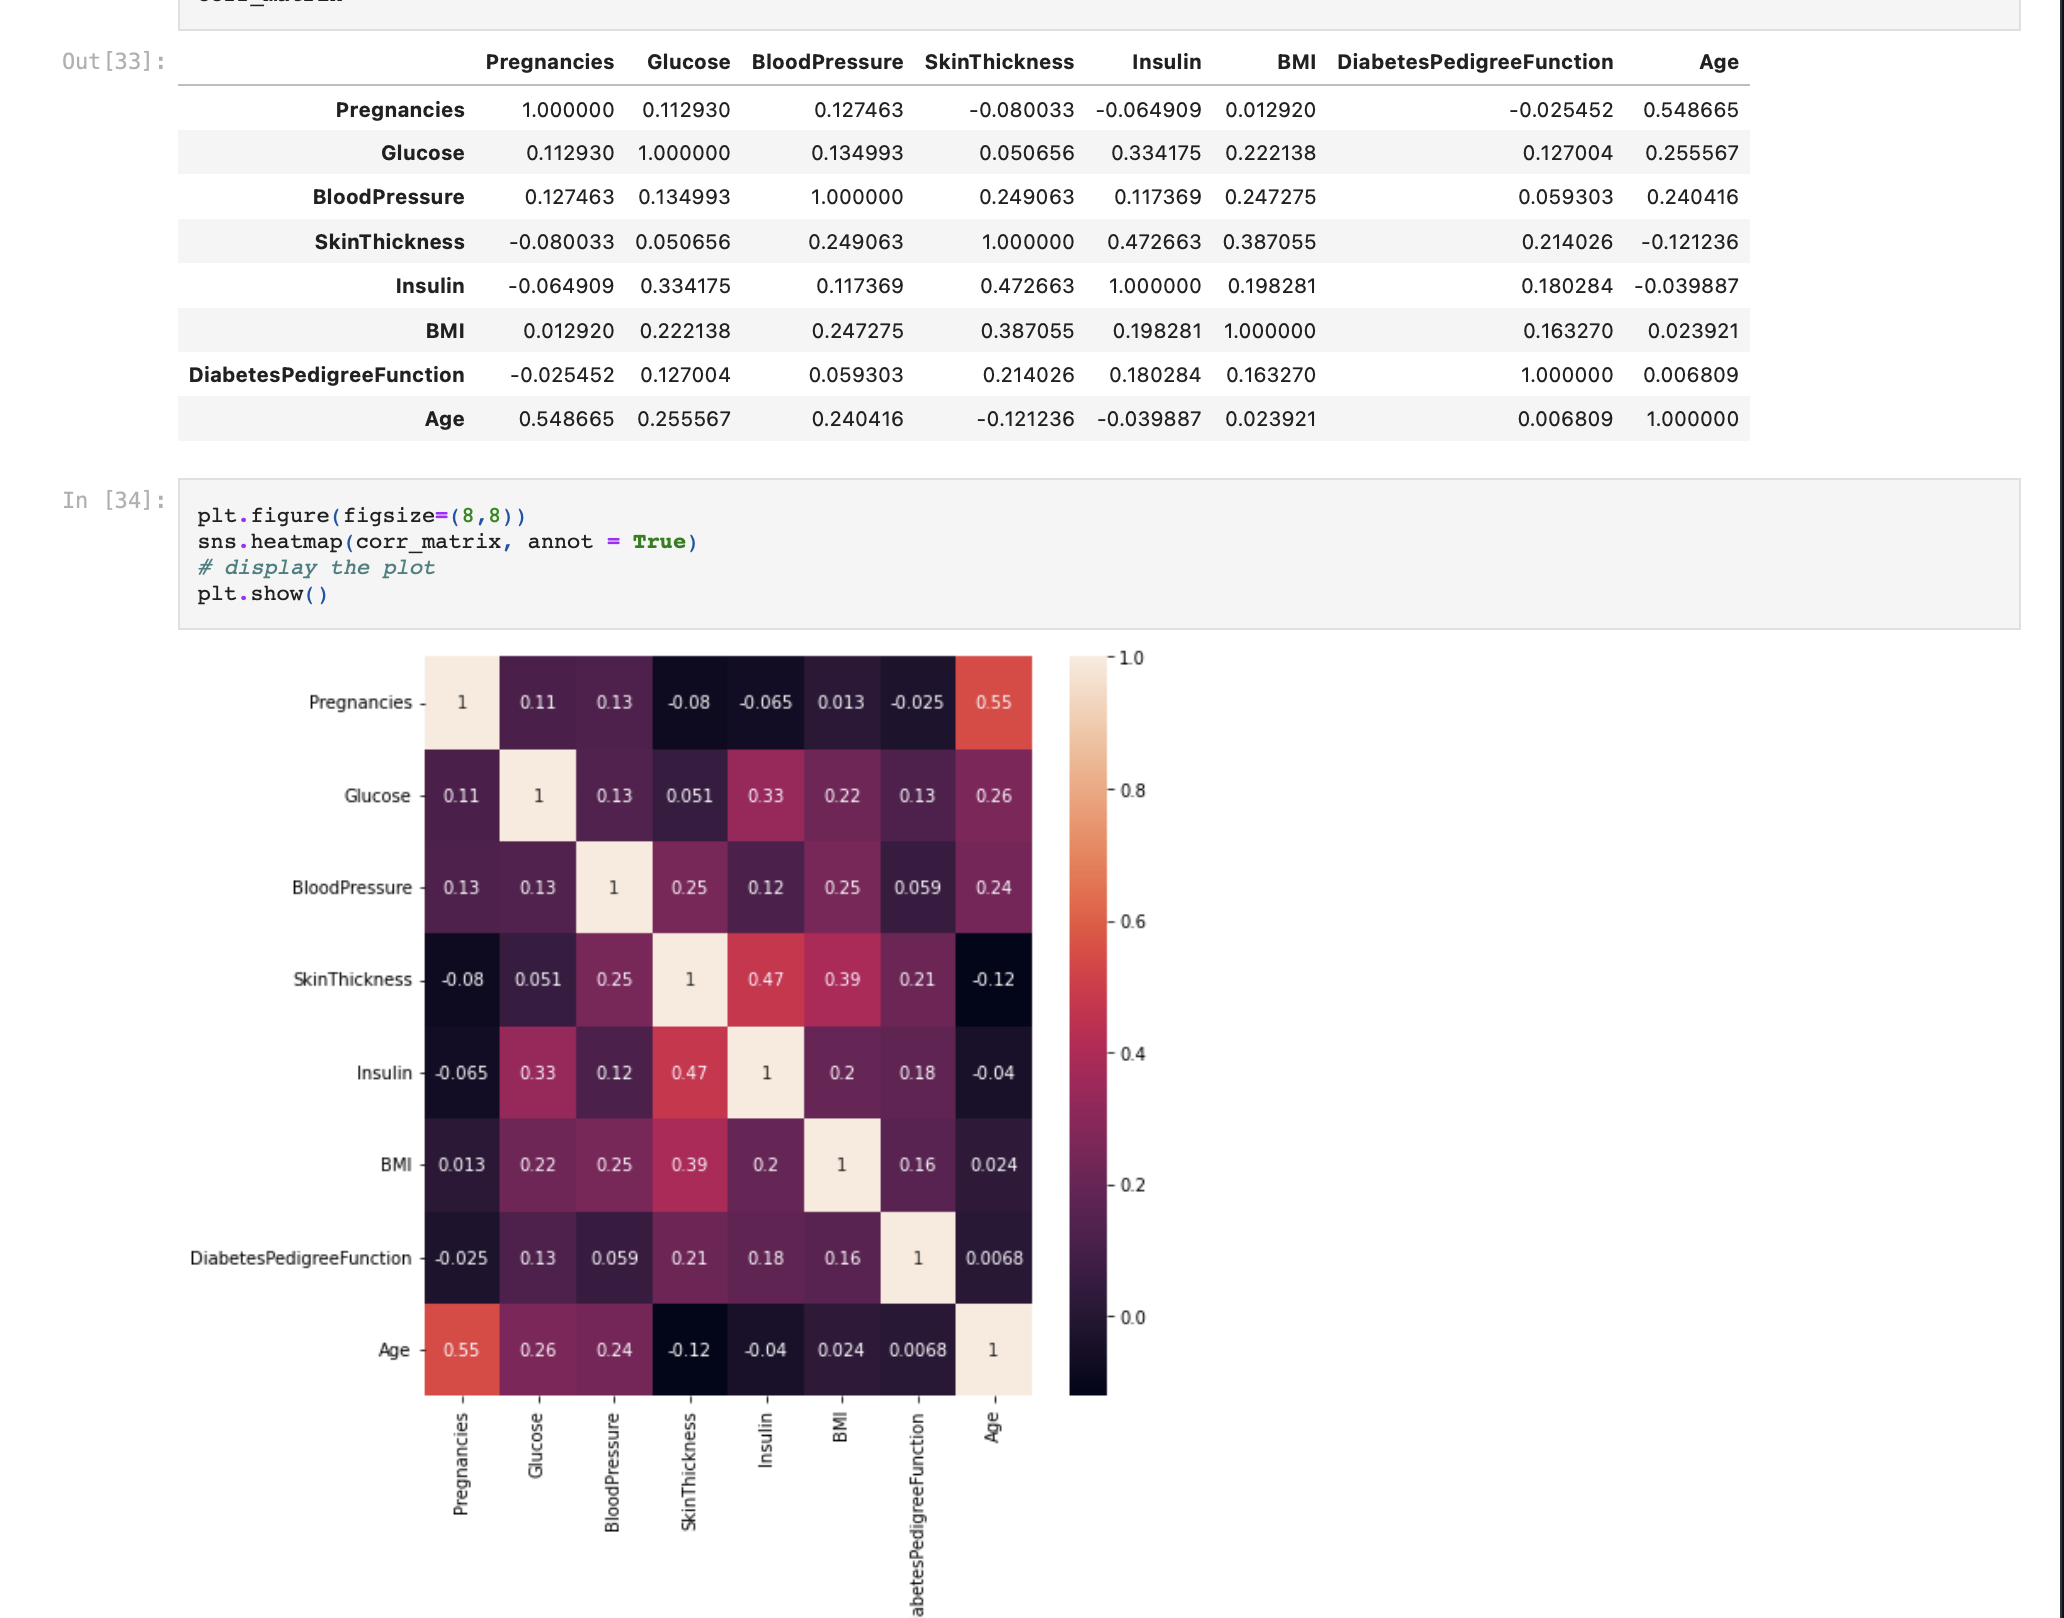 Out[33]:
Pregnancies Glucose BloodPressure SkinThickness Insulin BMI DiabetesPedigreeFunction Age
Pregnancies 1.000000 0.112930 0.127463 -0.080033 -0.064909 0.012920 -0.025452 0.548665
Glucose 0.112930 1.000000 0.134993 0.050656 0.334175 0.222138 0.127004 0.255567
BloodPressure 0.127463 0.134993 1.000000 0.249063 0.117369 0.247275 0.059303 0.240416
SkinThickness -0.080033 0.050656 0.249063 1.000000 0.472663 0.387055 0.214026 -0.121236
Insulin -0.064909 0.334175 0.117369 0.472663 1.000000 0.198281 0.180284 -0.039887
BMI 0.012920 0.222138 0.247275 0.387055 0.198281 1.000000 0.163270 0.023921
DiabetesPedigreeFunction -0.025452 0.127004 0.059303 0.214026 0.180284 0.163270 1.000000 0.006809
Age 0.548665 0.255567 0.240416 -0.121236 -0.039887 0.023921 0.006809 1.000000
In [34]:
plt.figure(figsize=(8,8))
sns.heatmap(corr_matrix, annot = True)
# display the plot
plt.show()
Pregnancies 1 0.11 0.13 -0.08 -0.065 0.013 -0.025 0.55
Glucose 0.11 1 0.13 0.051 0.33 0.22 0.13 0.26
BloodPressure 0.13 0.13 1 0.25 0.12 0.25 0.059 0.24
SkinThickness -0.08 0.051 0.25 1 0.47 0.39 0.21 -0.12
Insulin -0.065 0.33 0.12 0.47 1 0.2 0.18 -0.04
BMI 0.013 0.22 0.25 0.39 0.2 1 0.16 0.024
DiabetesPedigreeFunction -0.025 0.13 0.059 0.21 0.18 0.16 1 0.0068
Age 0.55 0.26 0.24 -0.12 -0.04 0.024 0.0068 1
Pregnancies
Glucose
BloodPressure
SkinThickness
Insulin
BMI
abetesPedigreeFunction
Age
1.0
0.8
0.6
0.4
0.2
0.0